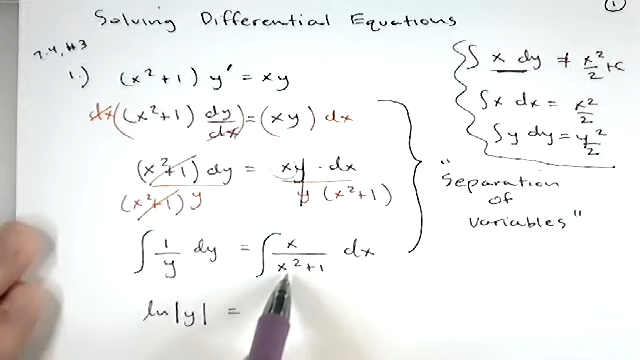 Solving Differential Equations
①
7.4, #3
1.) (x²+1) y' = xy
dx((x²+1) dy/dx) = (xy) dx
(x²+1) dy / (x²+1) y = xy · dx / y (x²+1)
∫ 1/y dy = ∫ x/(x²+1) dx
ln|y| =
∫ x dy ≠ x²/2 + c
∫ x dx = x²/2
∫ y dy = y²/2
"Separation
of
variables"